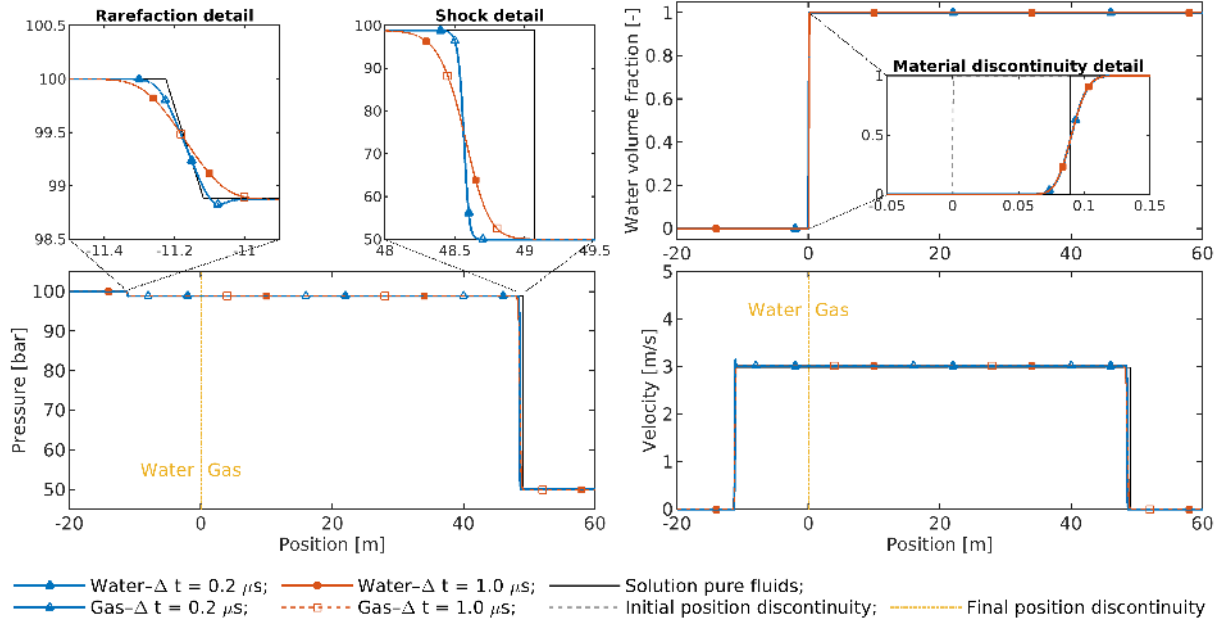 Rarefaction detail
100.5
100
99.5
99
98.5
-11.4 -11.2 -11
Shock detail
100
90
80
70
60
50
48 48.5 49 49.5
Water volume fraction [-]
1
0.8
0.6
0.4
0.2
0
-20 0 20 40 60
Material discontinuity detail
1
0.5
0
-0.05 0 0.05 0.1 0.15
Pressure [bar]
100
90
80
70
60
50
Water Gas
-20 0 20 40 60
Position [m]
Velocity [m/s]
5
4
3
2
1
0
Water Gas
-20 0 20 40 60
Position [m]
Water–Δ t = 0.2 μs; Water–Δ t = 1.0 μs; Solution pure fluids;
Gas–Δ t = 0.2 μs; Gas–Δ t = 1.0 μs; Initial position discontinuity; Final position discontinuity